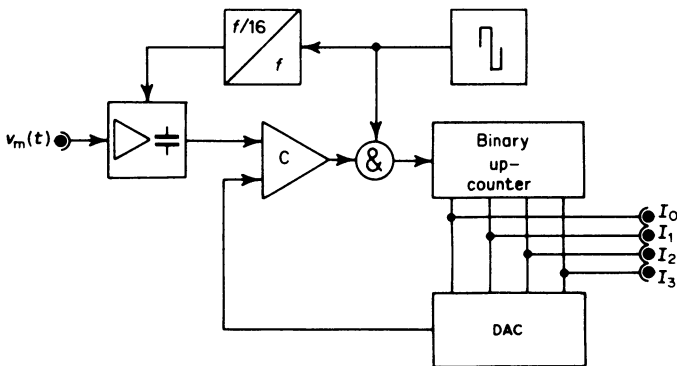 f/16
f
v_m(t)
C
&
Binary
up-
counter
I_0
I_1
I_2
I_3
DAC